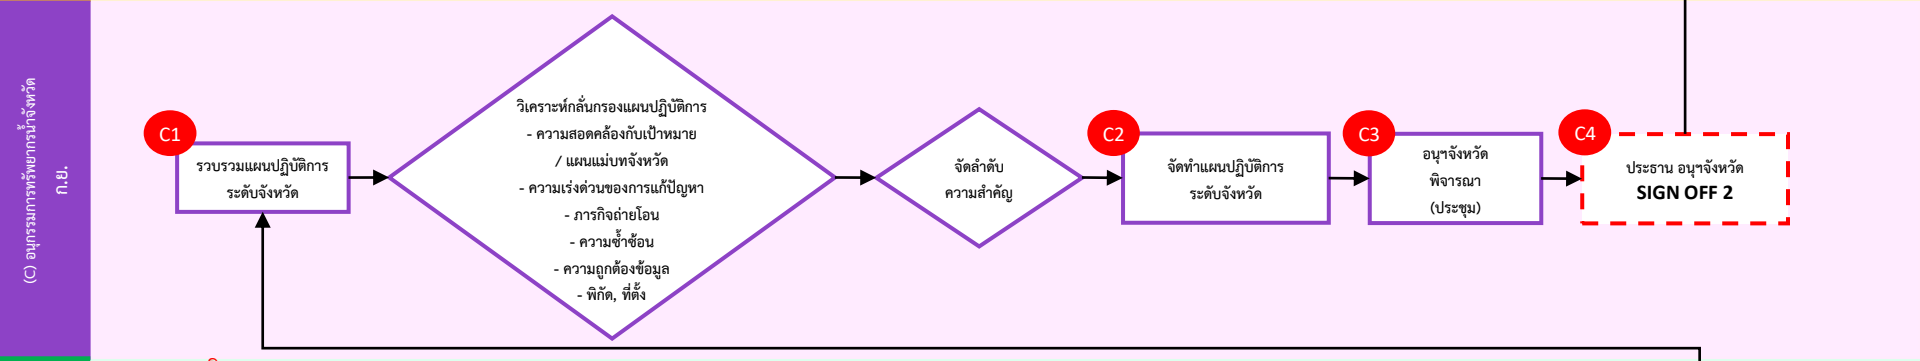 (C) อนุกรรมการทรัพยากรน้ำจังหวัด
ก.ย.
C1
รวบรวมแผนปฏิบัติการ
ระดับจังหวัด
วิเคราะห์กลั่นกรองแผนปฏิบัติการ
- ความสอดคล้องกับเป้าหมาย
/ แผนแม่บทจังหวัด
- ความเร่งด่วนของการแก้ปัญหา
- ภารกิจถ่ายโอน
- ความซ้ำซ้อน
- ความถูกต้องข้อมูล
- พิกัด, ที่ตั้ง
จัดลำดับ
ความสำคัญ
C2
จัดทำแผนปฏิบัติการ
ระดับจังหวัด
C3
อนุฯจังหวัด
พิจารณา
(ประชุม)
C4
ประธาน อนุฯจังหวัด
SIGN OFF 2